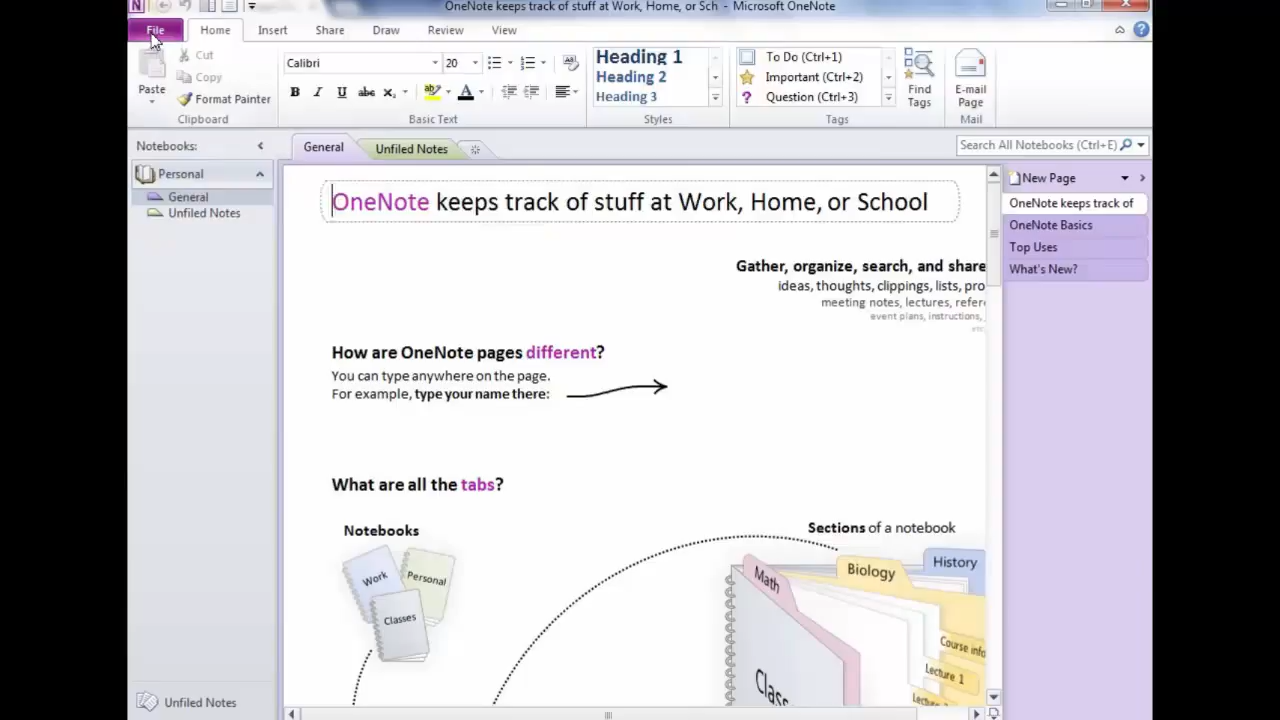 OneNote keeps track of stuff at Work, Home, or Sch - Microsoft OneNote
File Home Insert Share Draw Review View
Paste
Cut
Copy
Format Painter
Clipboard
Calibri 20
B I U abc x₂
Basic Text
Heading 1
Heading 2
Heading 3
Styles
To Do (Ctrl+1)
Important (Ctrl+2)
Question (Ctrl+3)
Tags
Find
Tags
E-mail
Page
Mail
Notebooks:
General Unfiled Notes
Search All Notebooks (Ctrl+E)
Personal
General
Unfiled Notes
New Page
OneNote keeps track of
OneNote Basics
Top Uses
What's New?
OneNote keeps track of stuff at Work, Home, or School
Gather, organize, search, and share
ideas, thoughts, clippings, lists, pro
meeting notes, lectures, refere
event plans, instructions,
How are OneNote pages different?
You can type anywhere on the page.
For example, type your name there:
What are all the tabs?
Notebooks
Work
Personal
Classes
Sections of a notebook
Math
Biology
History
Course info
Lecture 1
Class
Unfiled Notes